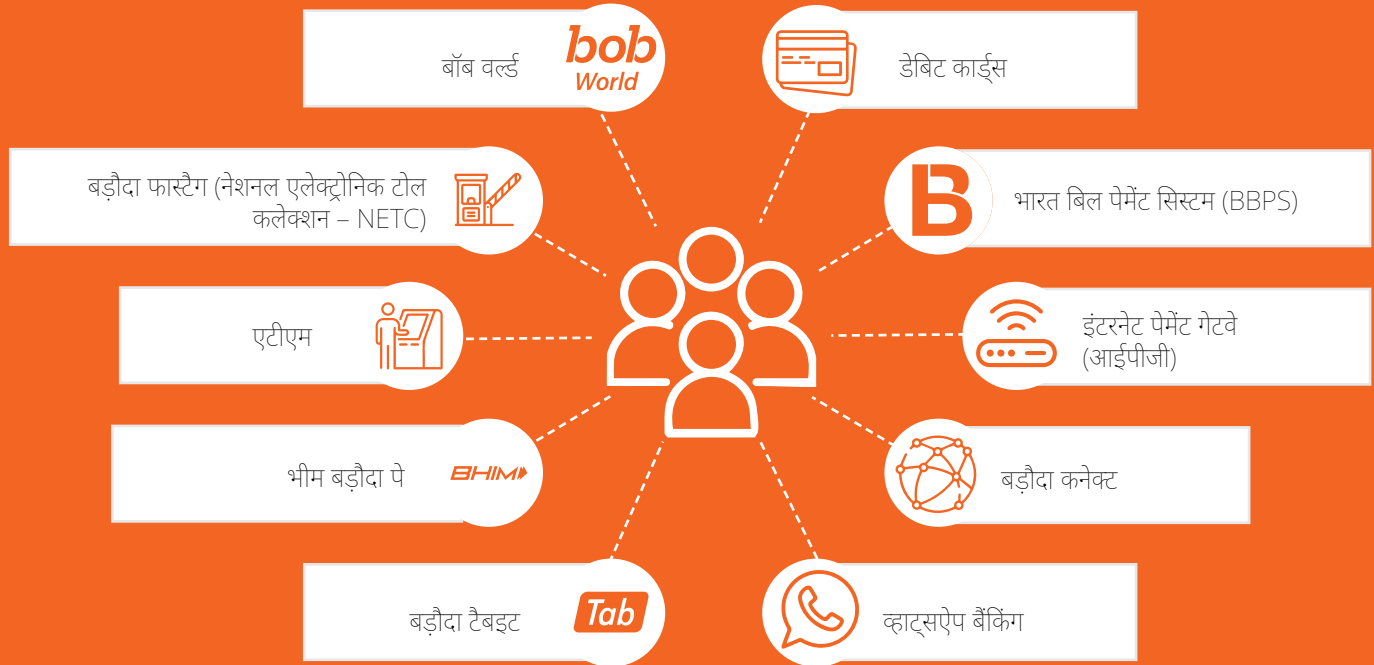 बॉब वर्ल्ड
bob
World
डेबिट कार्ड्स
बड़ौदा फास्टैग (नेशनल एलेक्ट्रोनिक टोल
कलेक्शन – NETC)
B
भारत बिल पेमेंट सिस्टम (BBPS)
एटीएम
इंटरनेट पेमेंट गेटवे
(आईपीजी)
भीम बड़ौदा पे
BHIM
बड़ौदा कनेक्ट
बड़ौदा टैबइट
Tab
व्हाट्सऐप बैंकिंग